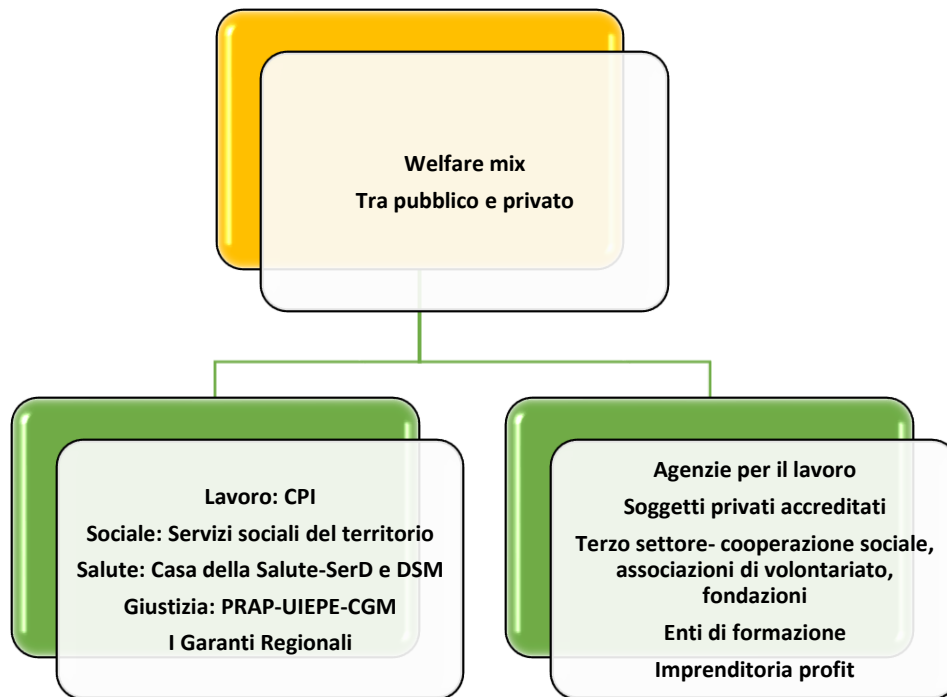 Welfare mix
Tra pubblico e privato
Lavoro: CPI
Sociale: Servizi sociali del territorio
Salute: Casa della Salute-SerD e DSM
Giustizia: PRAP-UIEPE-CGM
I Garanti Regionali
Agenzie per il lavoro
Soggetti privati accreditati
Terzo settore- cooperazione sociale,
associazioni di volontariato,
fondazioni
Enti di formazione
Imprenditoria profit